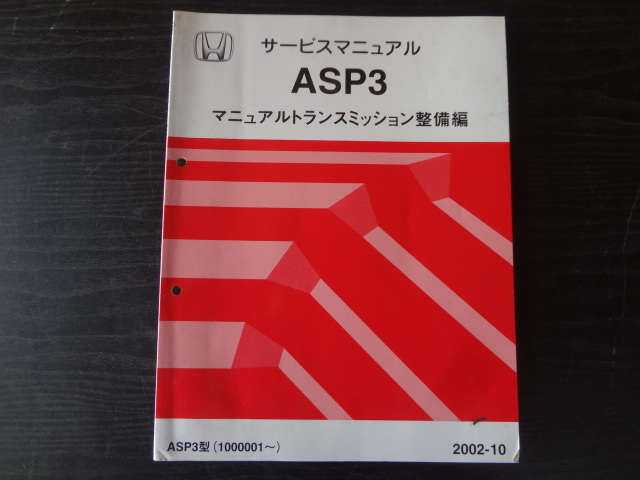 サービスマニュアル
ASP3
マニュアルトランスミッション整備編
ASP3型（1000001～）
2002-10